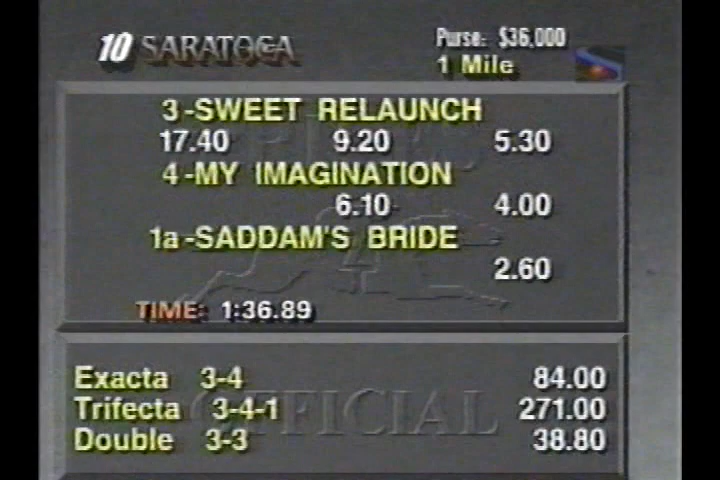 10 SARATOGA
Purse: $36,000
1 Mile
3 -SWEET RELAUNCH
17.40 9.20 5.30
4 -MY IMAGINATION
6.10 4.00
1a -SADDAM'S BRIDE
2.60
TIME: 1:36.89
Exacta 3-4 84.00
Trifecta 3-4-1 271.00
Double 3-3 38.80
OFFICIAL